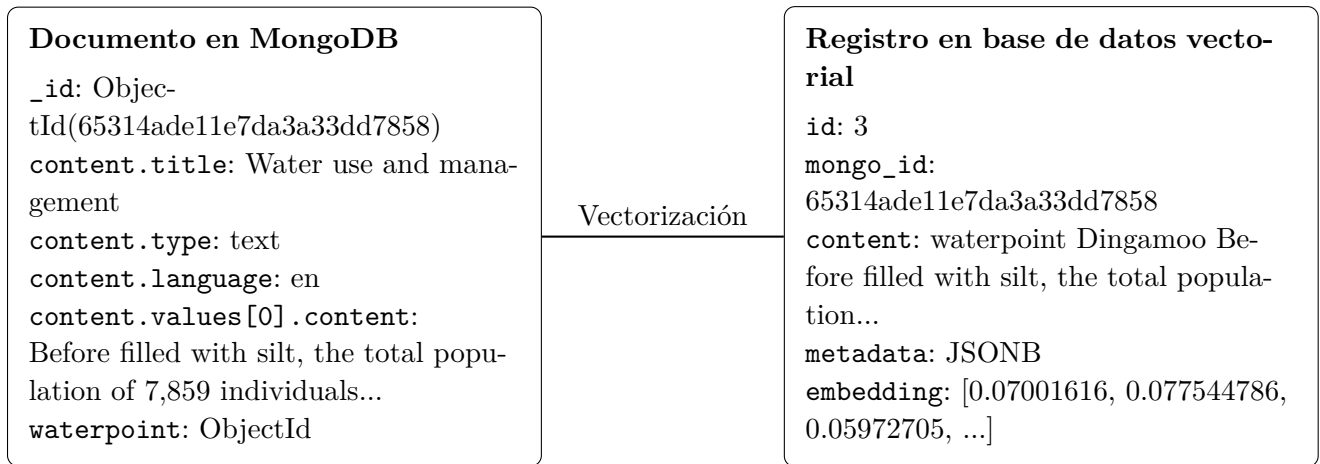 Documento en MongoDB
_id: Objec-
tId(65314ade11e7da3a33dd7858)
content.title: Water use and mana-
gement
content.type: text
content.language: en
content.values[0].content:
Before filled with silt, the total popu-
lation of 7,859 individuals...
waterpoint: ObjectId
Vectorización
Registro en base de datos vecto-
rial
id: 3
mongo_id:
65314ade11e7da3a33dd7858
content: waterpoint Dingamoo Be-
fore filled with silt, the total popula-
tion...
metadata: JSONB
embedding: [0.07001616, 0.077544786,
0.05972705, ...]